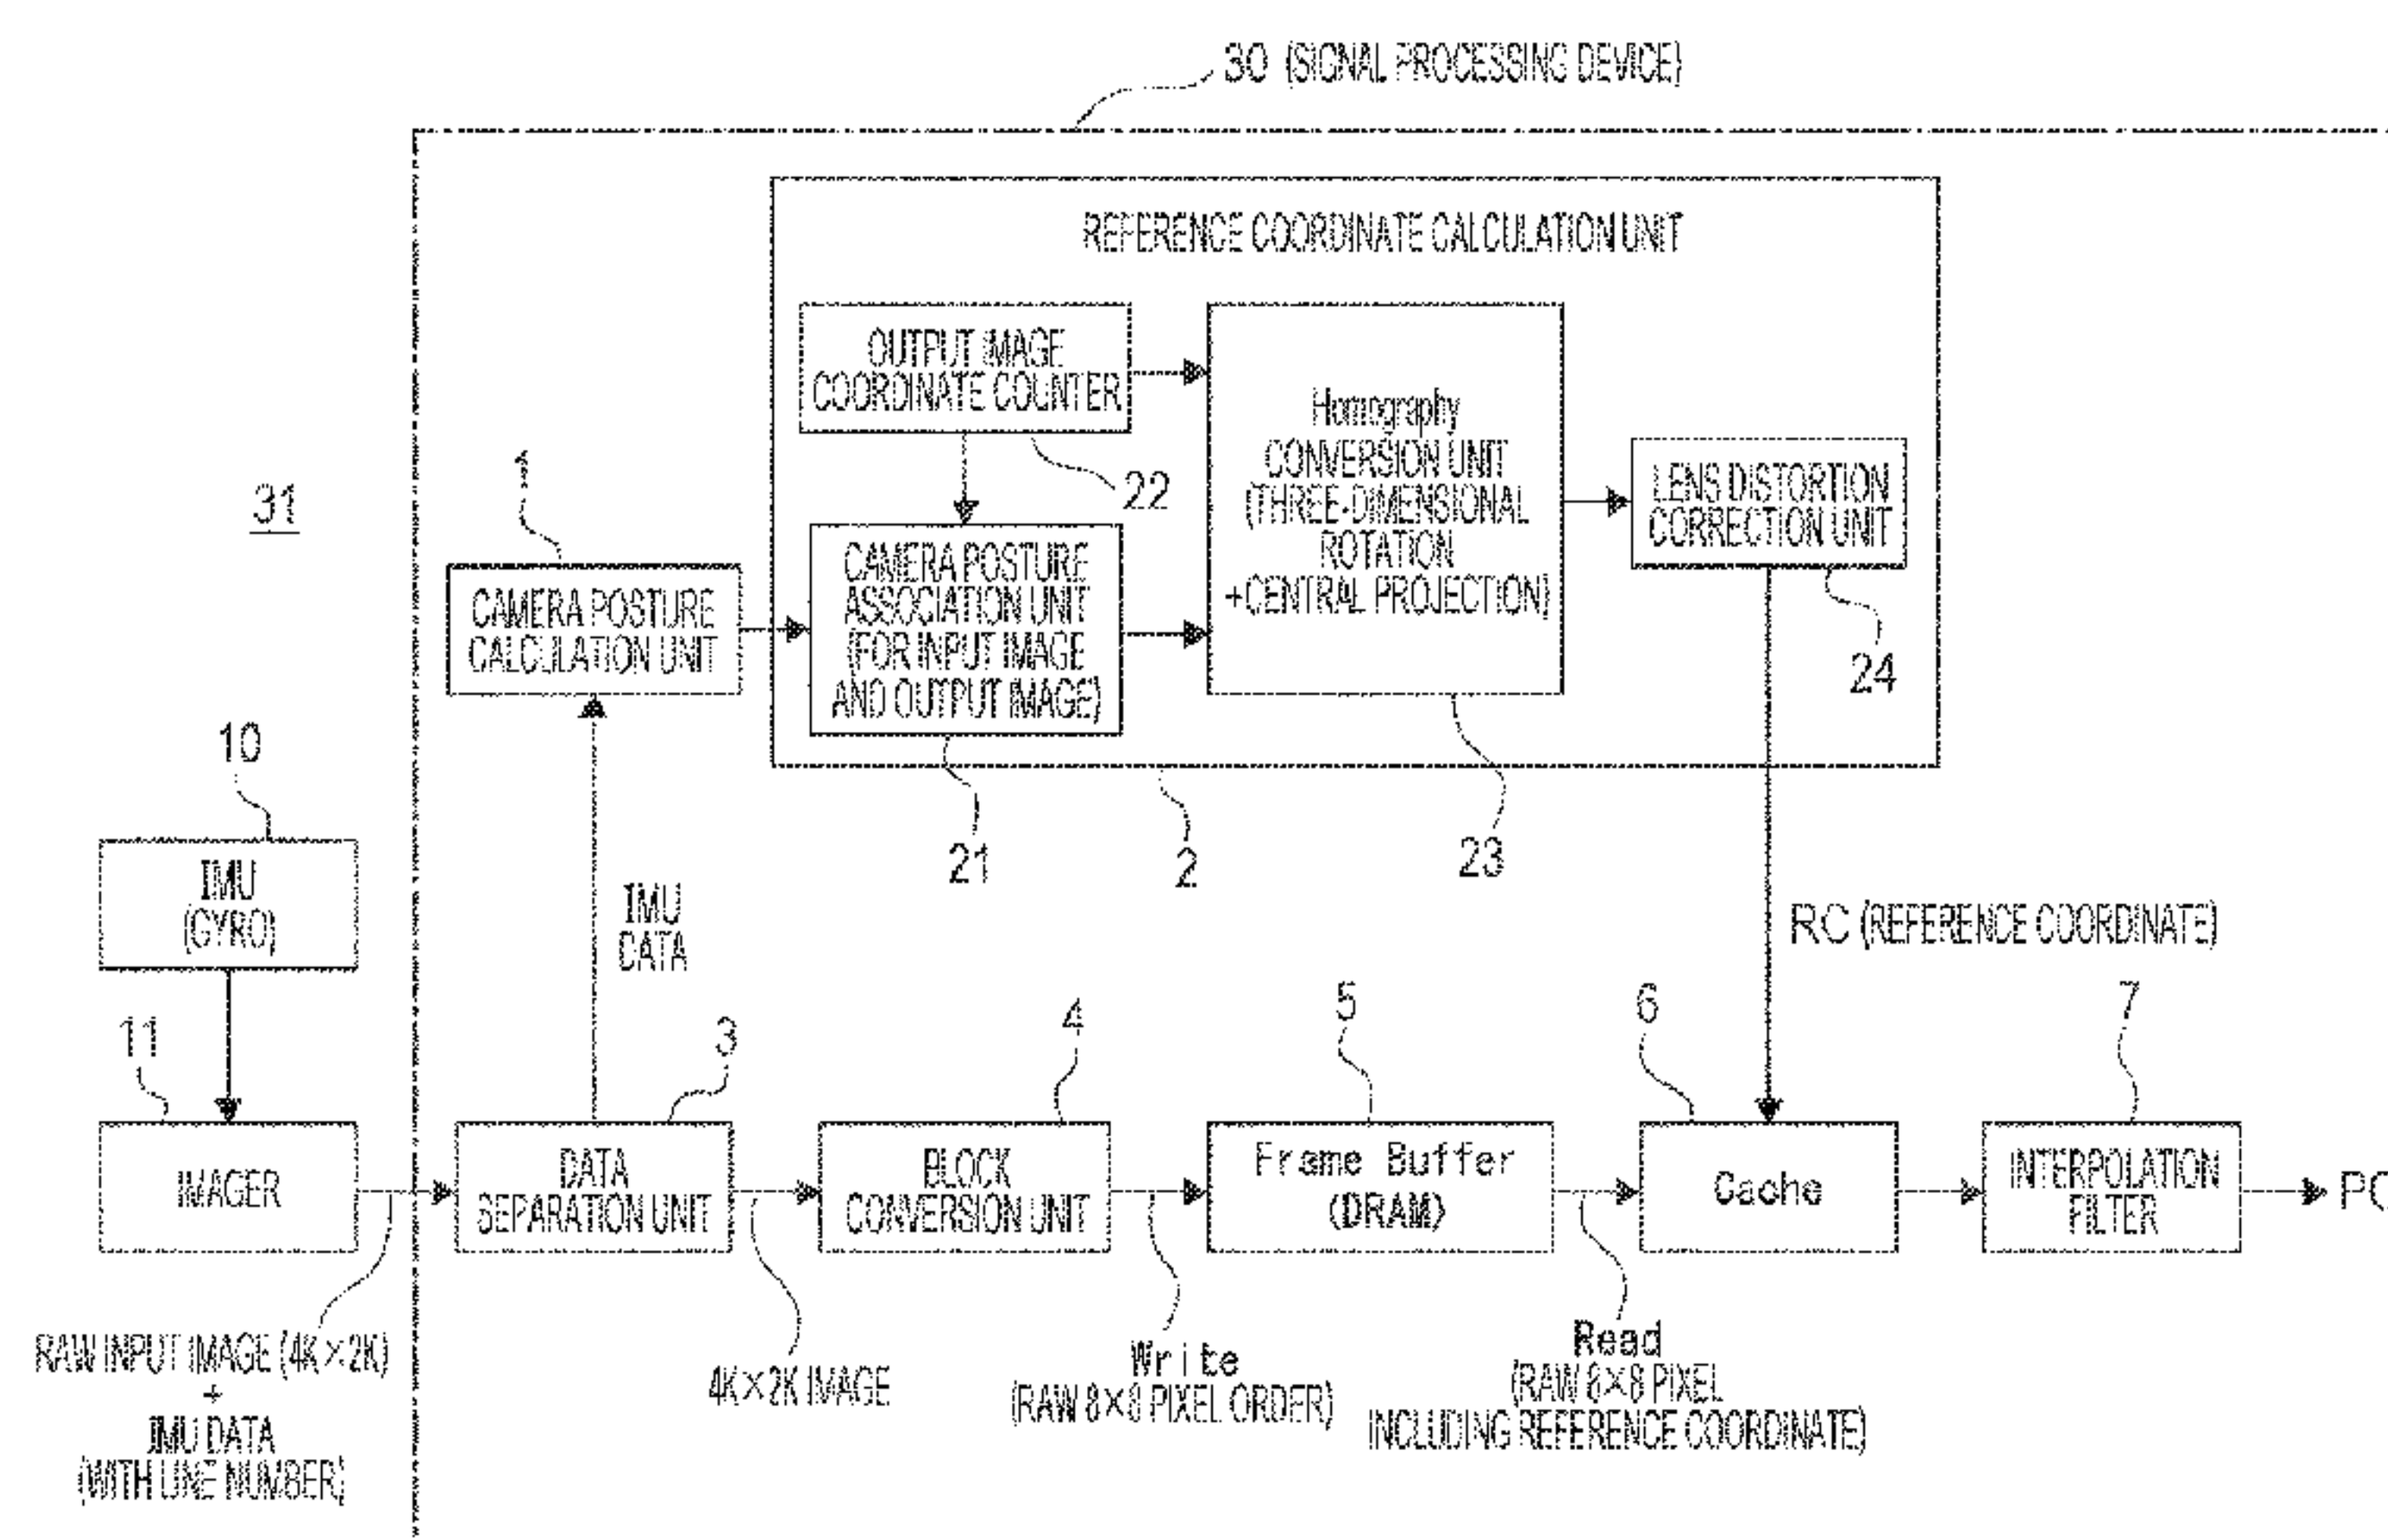 30 (SIGNAL PROCESSING DEVICE)
REFERENCE COORDINATE CALCULATION UNIT
OUTPUT IMAGE
COORDINATE COUNTER
22
Homography
CONVERSION UNIT
(THREE-DIMENSIONAL
ROTATION
+CENTRAL PROJECTION)
LENS DISTORTION
CORRECTION UNIT
24
31
1
CAMERA POSTURE
CALCULATION UNIT
CAMERA POSTURE
ASSOCIATION UNIT
(FOR INPUT IMAGE
AND OUTPUT IMAGE)
21
2
23
10
IMU
(GYRO)
IMU
DATA
RC (REFERENCE COORDINATE)
11
3
4
5
6
7
IMAGER
DATA
SEPARATION UNIT
BLOCK
CONVERSION UNIT
Frame Buffer
(DRAM)
Cache
INTERPOLATION
FILTER
RAW INPUT IMAGE (4K×2K)
+
IMU DATA
(WITH LINE NUMBER)
4K×2K IMAGE
Write
(RAW 8×8 PIXEL ORDER)
Read
(RAW 8×8 PIXEL
INCLUDING REFERENCE COORDINATE)